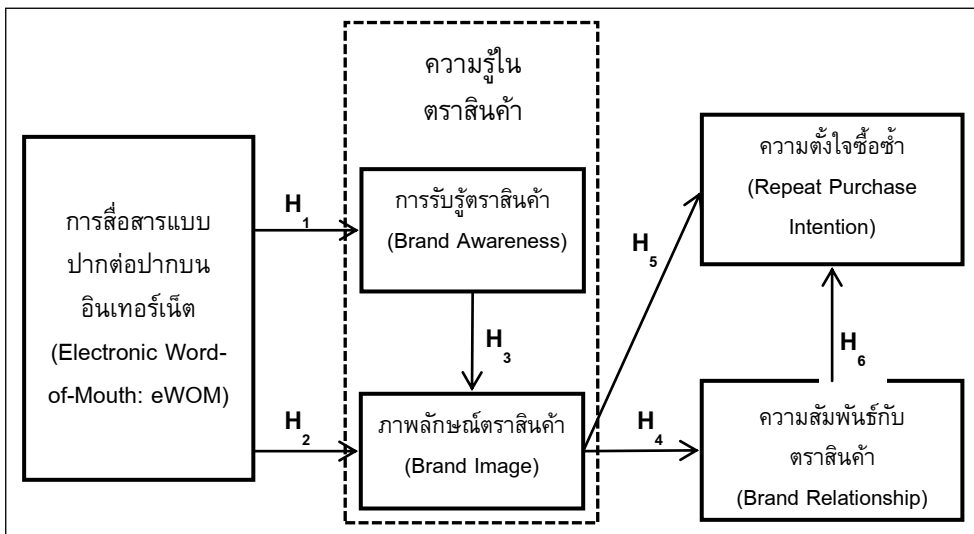 ความรู้ใน
ตราสินค้า
การสื่อสารแบบ
ปากต่อปากบน
อินเทอร์เน็ต
(Electronic Word-
of-Mouth: eWOM)
H1
การรับรู้ตราสินค้า
(Brand Awareness)
H3
H2
ภาพลักษณ์ตราสินค้า
(Brand Image)
H5
ความตั้งใจซื้อซ้ำ
(Repeat Purchase
Intention)
H6
H4
ความสัมพันธ์กับ
ตราสินค้า
(Brand Relationship)